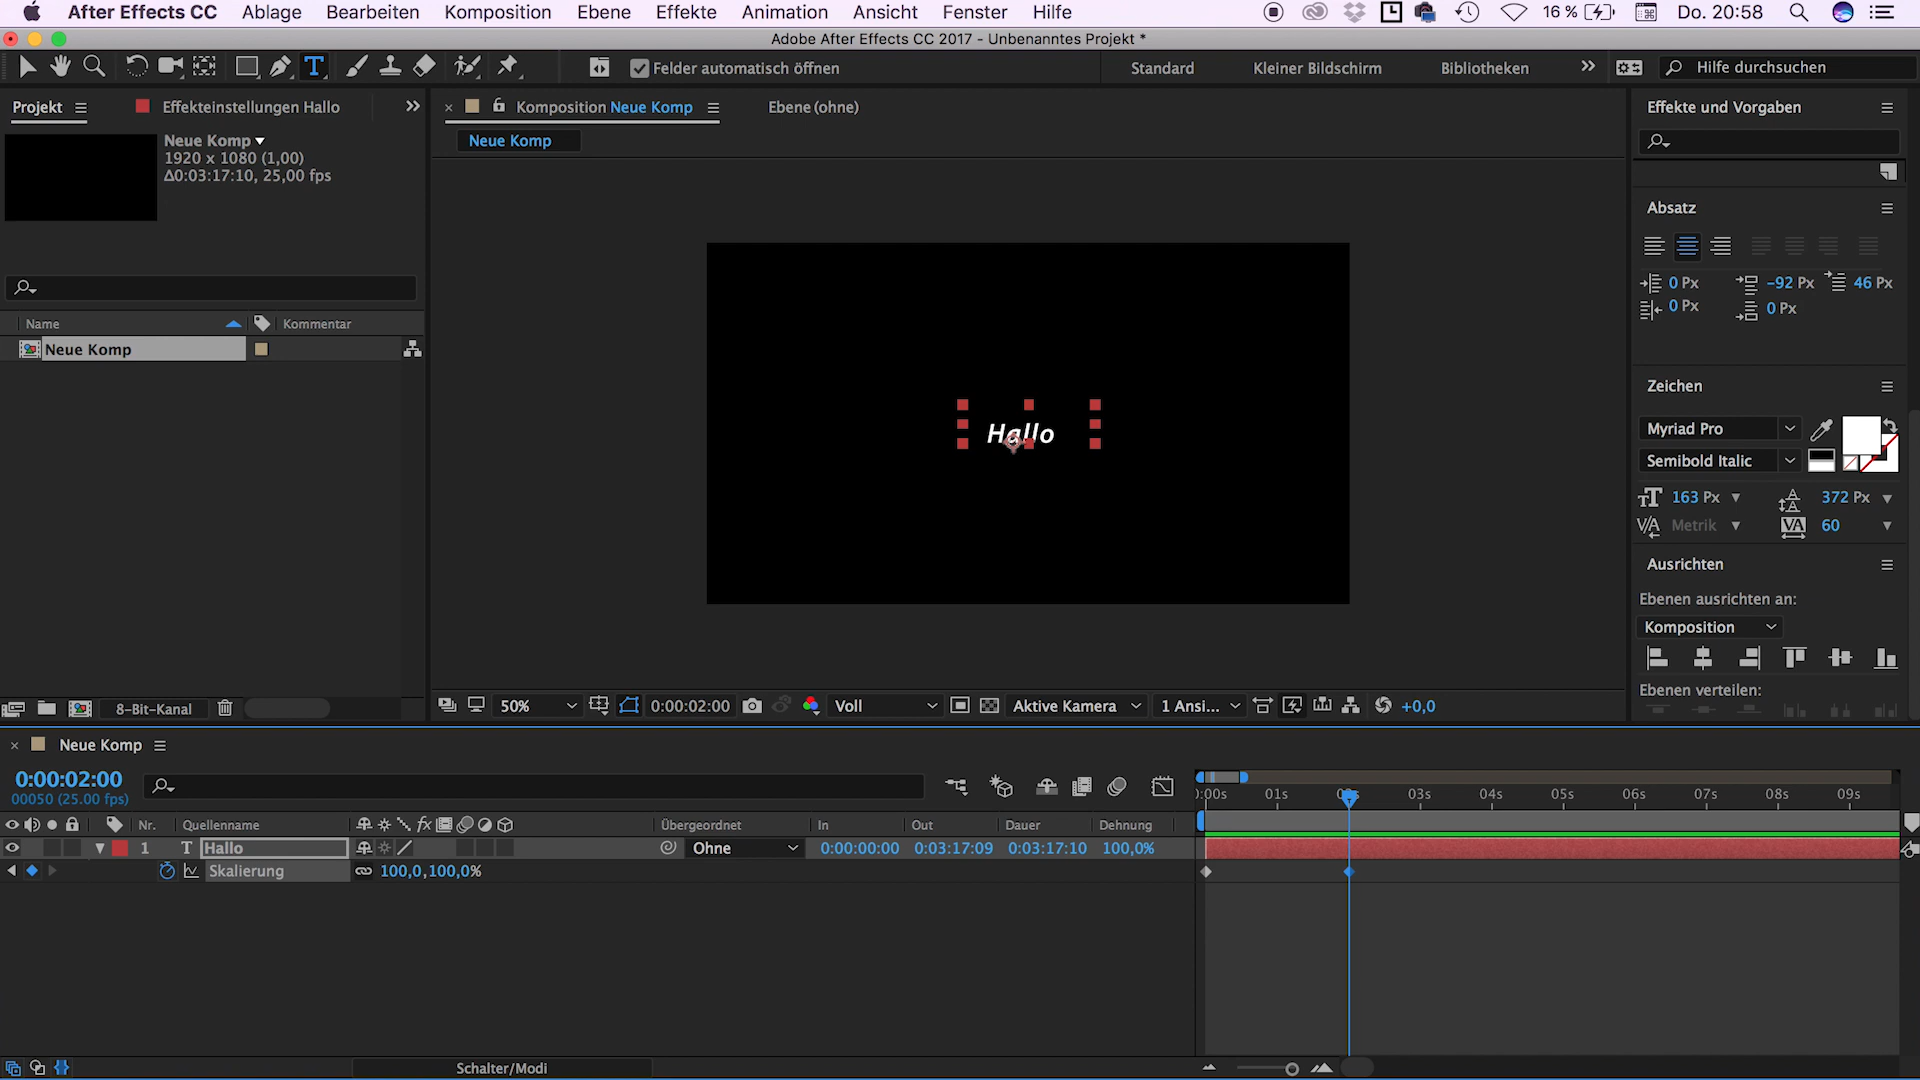 After Effects CC Ablage Bearbeiten Komposition Ebene Effekte Animation Ansicht Fenster Hilfe 16 % Do. 20:58
Adobe After Effects CC 2017 - Unbenanntes Projekt *
Felder automatisch öffnen Standard Kleiner Bildschirm Bibliotheken Hilfe durchsuchen
Projekt Effekteinstellungen Hallo Komposition Neue Komp Ebene (ohne) Effekte und Vorgaben
Neue Komp
1920 x 1080 (1,00)
Δ0:03:17:10, 25,00 fps
Neue Komp
Absatz
0 Px -92 Px 46 Px
0 Px 0 Px
Name Kommentar
Neue Komp
Hallo
Zeichen
Myriad Pro
Semibold Italic
163 Px 372 Px
Metrik 60
Ausrichten
Ebenen ausrichten an:
Komposition
Ebenen verteilen:
8-Bit-Kanal 50% 0:00:02:00 Voll Aktive Kamera 1 Ansi... +0,0
Neue Komp
0:00:02:00
00050 (25.00 fps)
):00s 01s 02s 03s 04s 05s 06s 07s 08s 09s
Nr. Quellenname fx Übergeordnet In Out Dauer Dehnung
1 T Hallo Ohne 0:00:00:00 0:03:17:09 0:03:17:10 100,0%
Skalierung 100,0,100,0%
Schalter/Modi